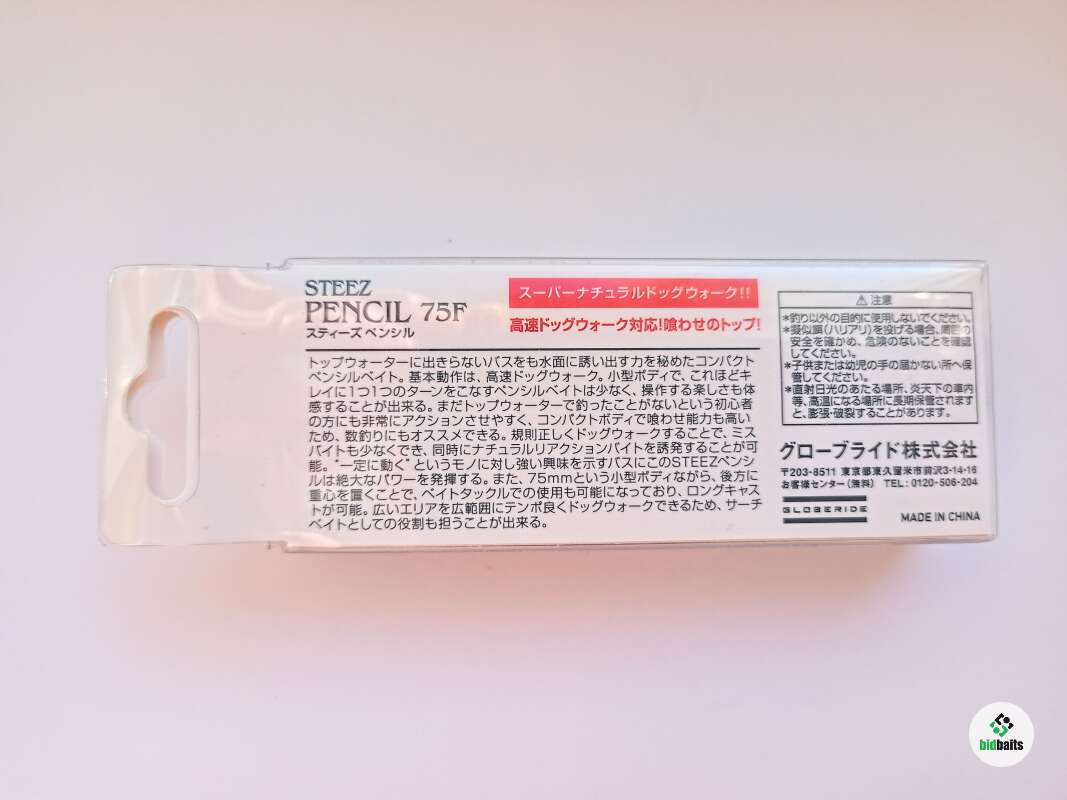 STEEZ
PENCIL 75F
スティーズ ペンシル
スーパーナチュラルドッグウォーク!!
高速ドッグウォーク対応!喰わせのトップ!
トップウォーターに出きらないバスをも水面に誘い出す力を秘めたコンパクト
ペンシルベイト。基本動作は、高速ドッグウォーク。小型ボディで、これほどキ
レイに1つ1つのターンをこなすペンシルベイトは少なく、操作する楽しさも体
感することが出来る。まだトップウォーターで釣ったことがないという初心者
の方にも非常にアクションさせやすく、コンパクトボディで喰わせ能力も高い
ため、数釣りにもオススメできる。規則正しくドッグウォークすることで、ミス
バイトも少なくでき、同時にナチュラルリアクションバイトを誘発することが可
能。"一定に動く"というモノに対し強い興味を示すバスにこのSTEEZペンシ
ルは絶大なパワーを発揮する。また、75mmという小型ボディながら、後方に
重心を置くことで、ベイトタックルでの使用も可能になっており、ロングキャス
トが可能。広いエリアを広範囲にテンポ良くドッグウォークできるため、サーチ
ベイトとしての役割も担うことが出来る。
⚠注意
*釣り以外の目的に使用しないでください。
*擬似餌(ハリアリ)を投げる場合、周囲の
安全を確かめ、危険のないことを確認
してください。
*子供または幼児の手の届かない所へ保
管してください。
*直射日光のあたる場所、炎天下の車内
等、高温になる場所に長期保管されます
と、膨張・破裂することがあります。
グローブライド株式会社
〒203-8511 東京都東久留米市前沢3-14-16
お客様センター(無料) TEL:0120-506-204
GLOBERIDE
MADE IN CHINA
bidbaits